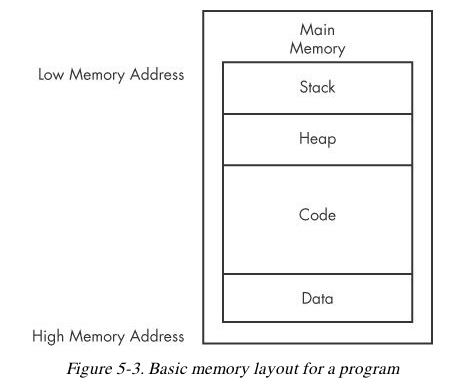 Main
Memory
Low Memory Address
Stack
Heap
Code
Data
High Memory Address
Figure 5-3. Basic memory layout for a program